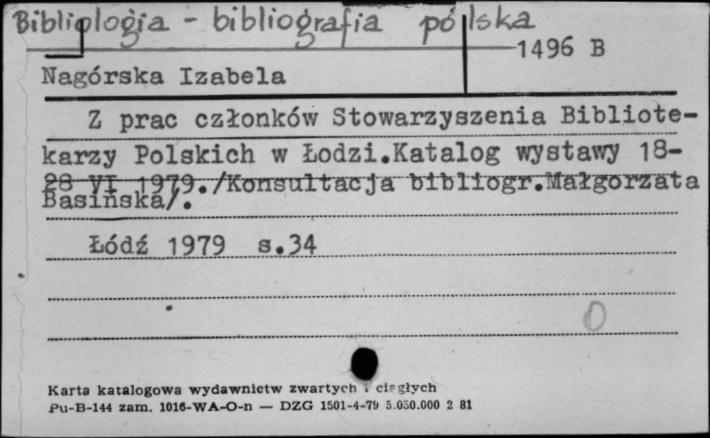 Bibliologia - bibliografia polska
1496 B
Nagórska Izabela
Z prac członków Stowarzyszenia Bibliote-
karzy Polskich w Łodzi.Katalog wystawy 18-
28 VI 1979./Konsultacja bibliogr.Małgorzata
Basińska/.
Łódź 1979 s.34
0
Karta katalogowa wydawnictw zwartych i ciągłych
Pu-B-144 zam. 1016-WA-O-n — DZG 1501-4-79 5.050.000 2 81